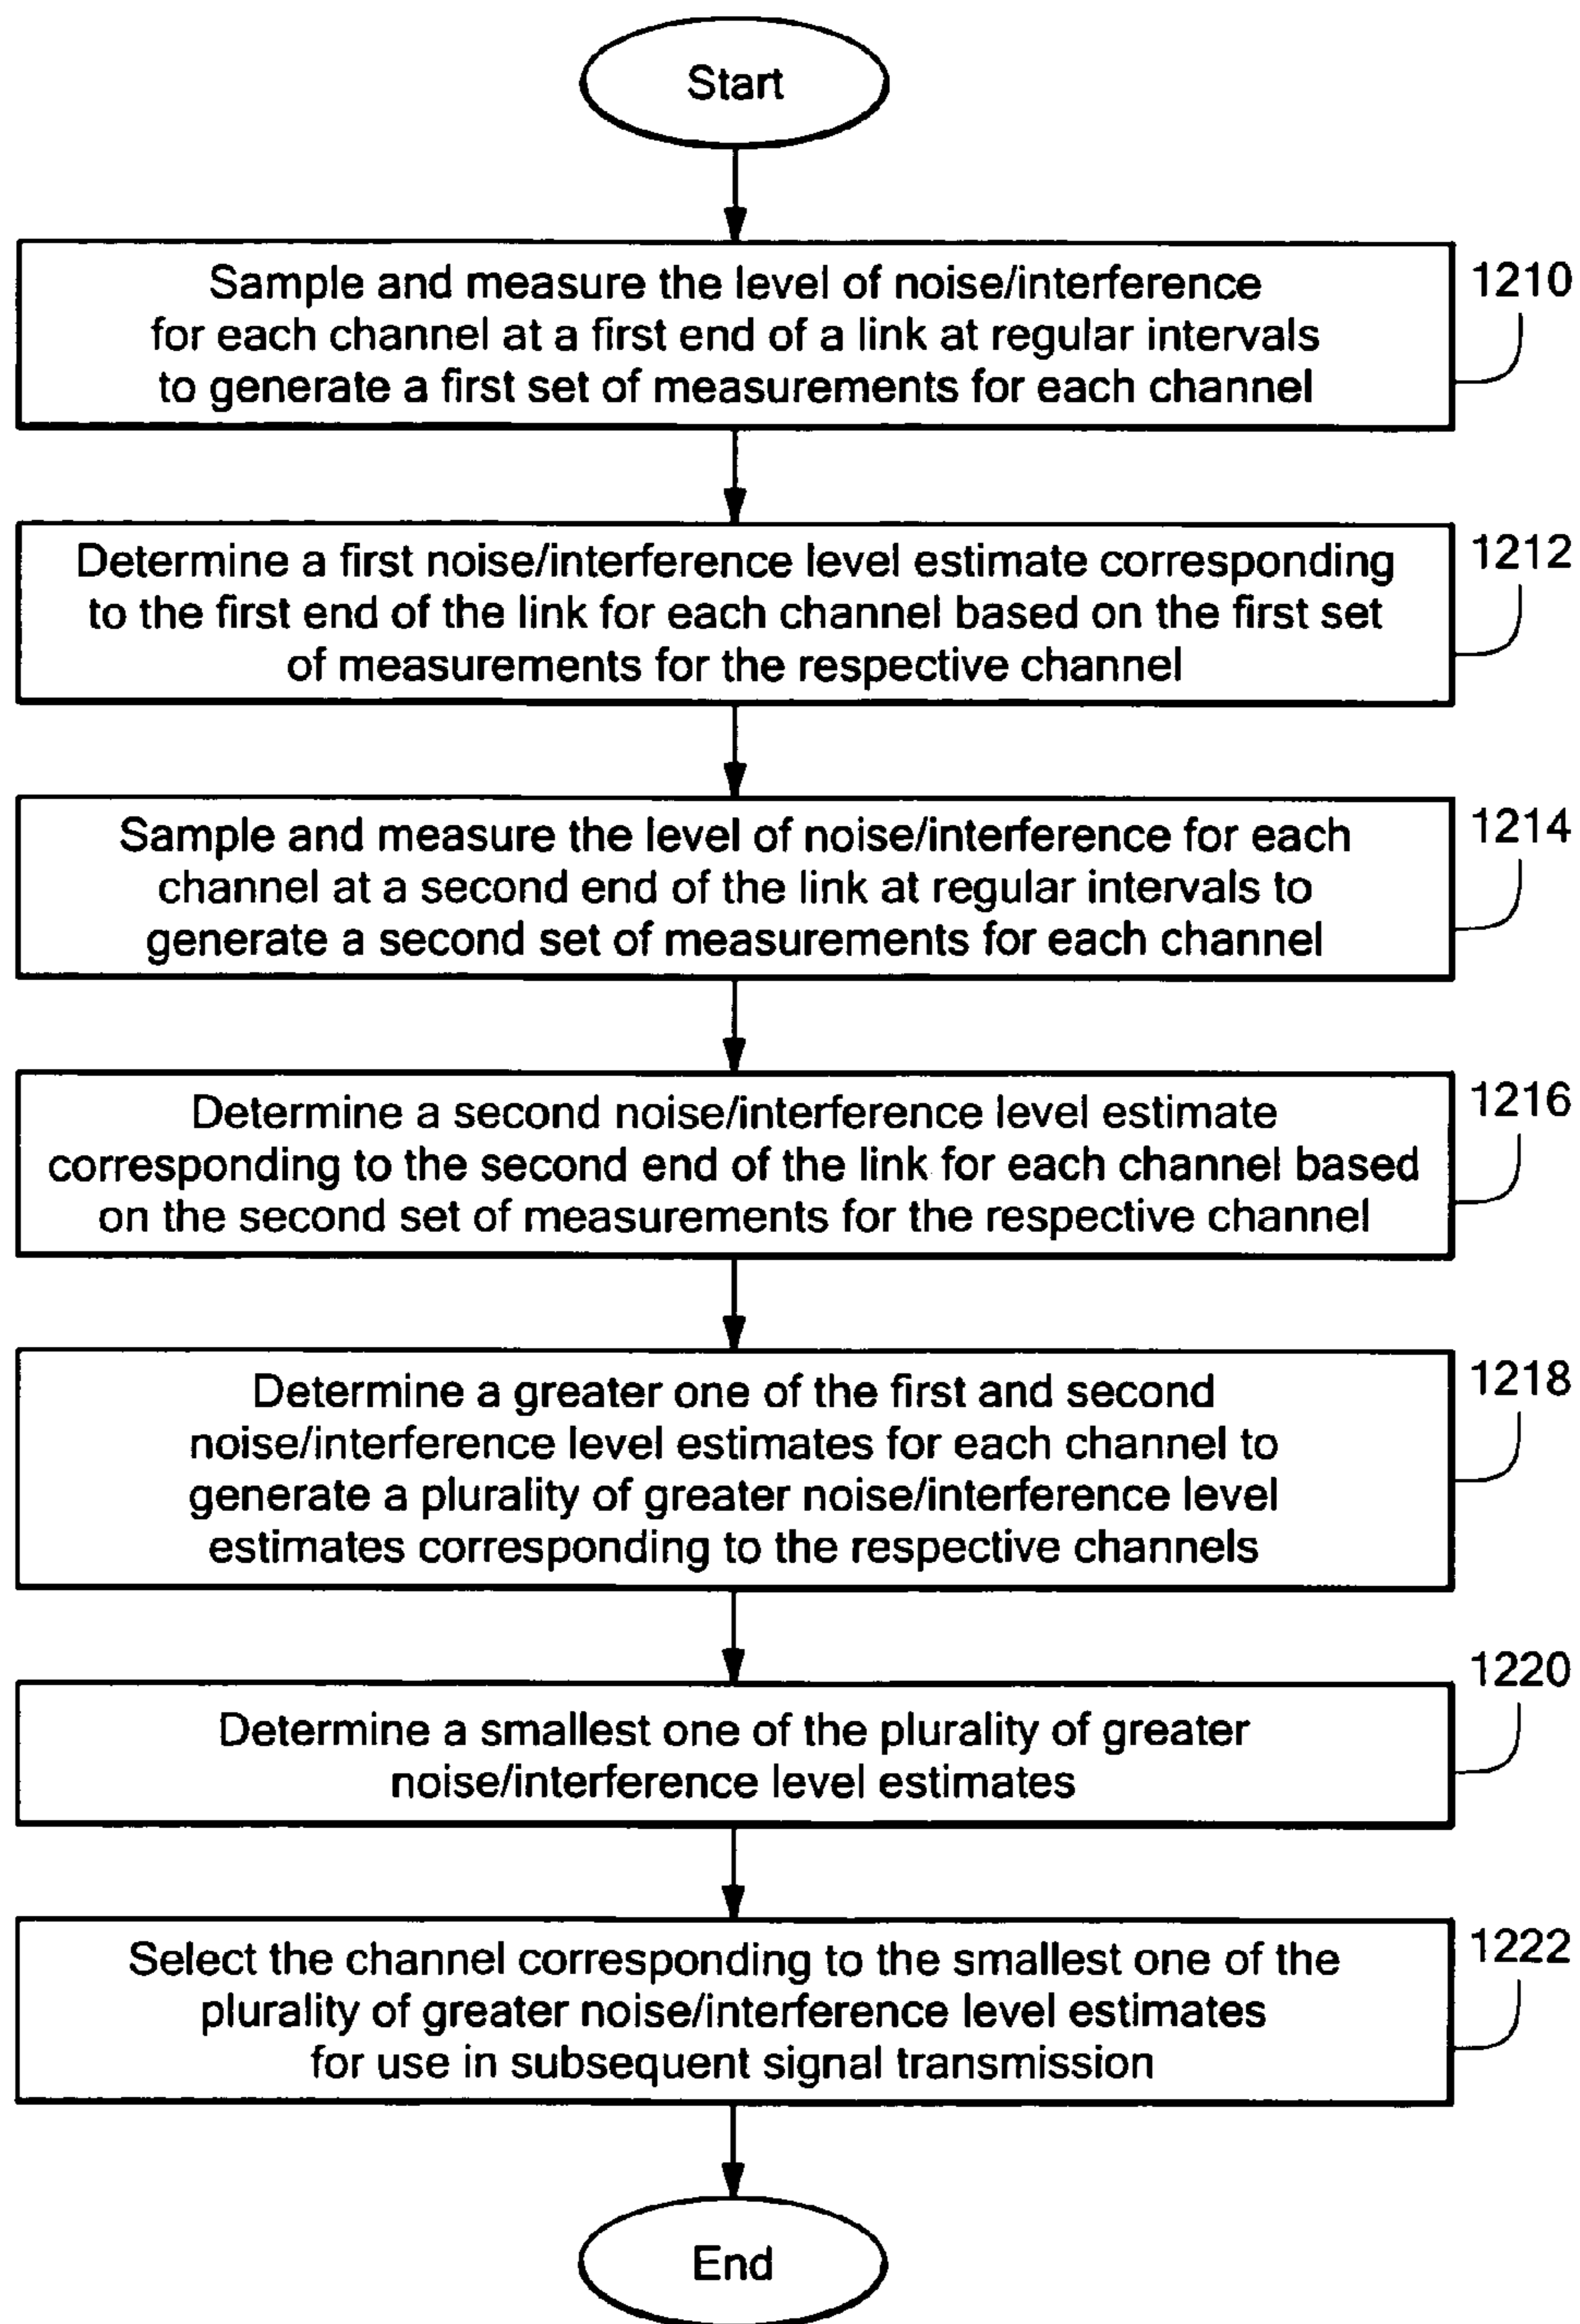 Start
Sample and measure the level of noise/interference
for each channel at a first end of a link at regular intervals
to generate a first set of measurements for each channel
1210
Determine a first noise/interference level estimate corresponding
to the first end of the link for each channel based on the first set
of measurements for the respective channel
1212
Sample and measure the level of noise/interference for each
channel at a second end of the link at regular intervals to
generate a second set of measurements for each channel
1214
Determine a second noise/interference level estimate
corresponding to the second end of the link for each channel based
on the second set of measurements for the respective channel
1216
Determine a greater one of the first and second
noise/interference level estimates for each channel to
generate a plurality of greater noise/interference level
estimates corresponding to the respective channels
1218
Determine a smallest one of the plurality of greater
noise/interference level estimates
1220
Select the channel corresponding to the smallest one of the
plurality of greater noise/interference level estimates
for use in subsequent signal transmission
1222
End